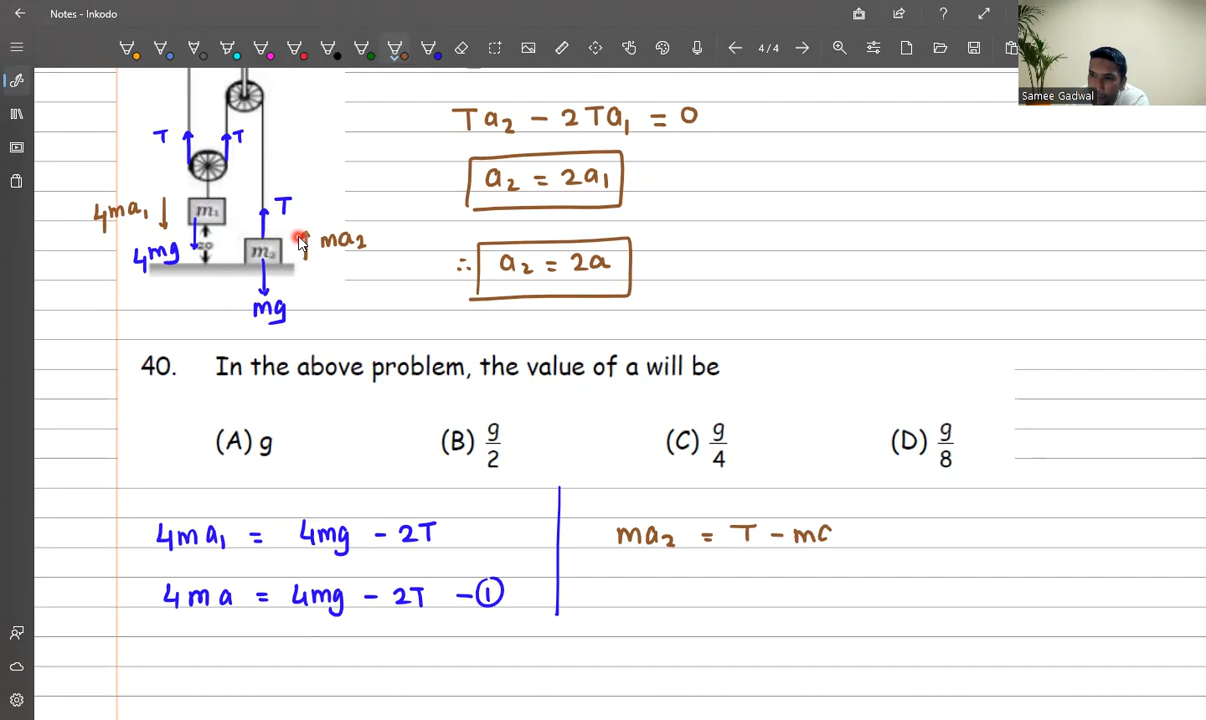 Notes - Inkodo
4/4
Samee Gadwal
T T
Ta₂ - 2Ta₁ = 0
a₂ = 2a₁
4ma₁ m₁ T
4mg 20 m₂ ma₂
∴ a₂ = 2a
mg
40. In the above problem, the value of a will be
(A) g (B) g/2 (C) g/4 (D) g/8
4ma₁ = 4mg - 2T
ma₂ = T - mg
4ma = 4mg - 2T - ①